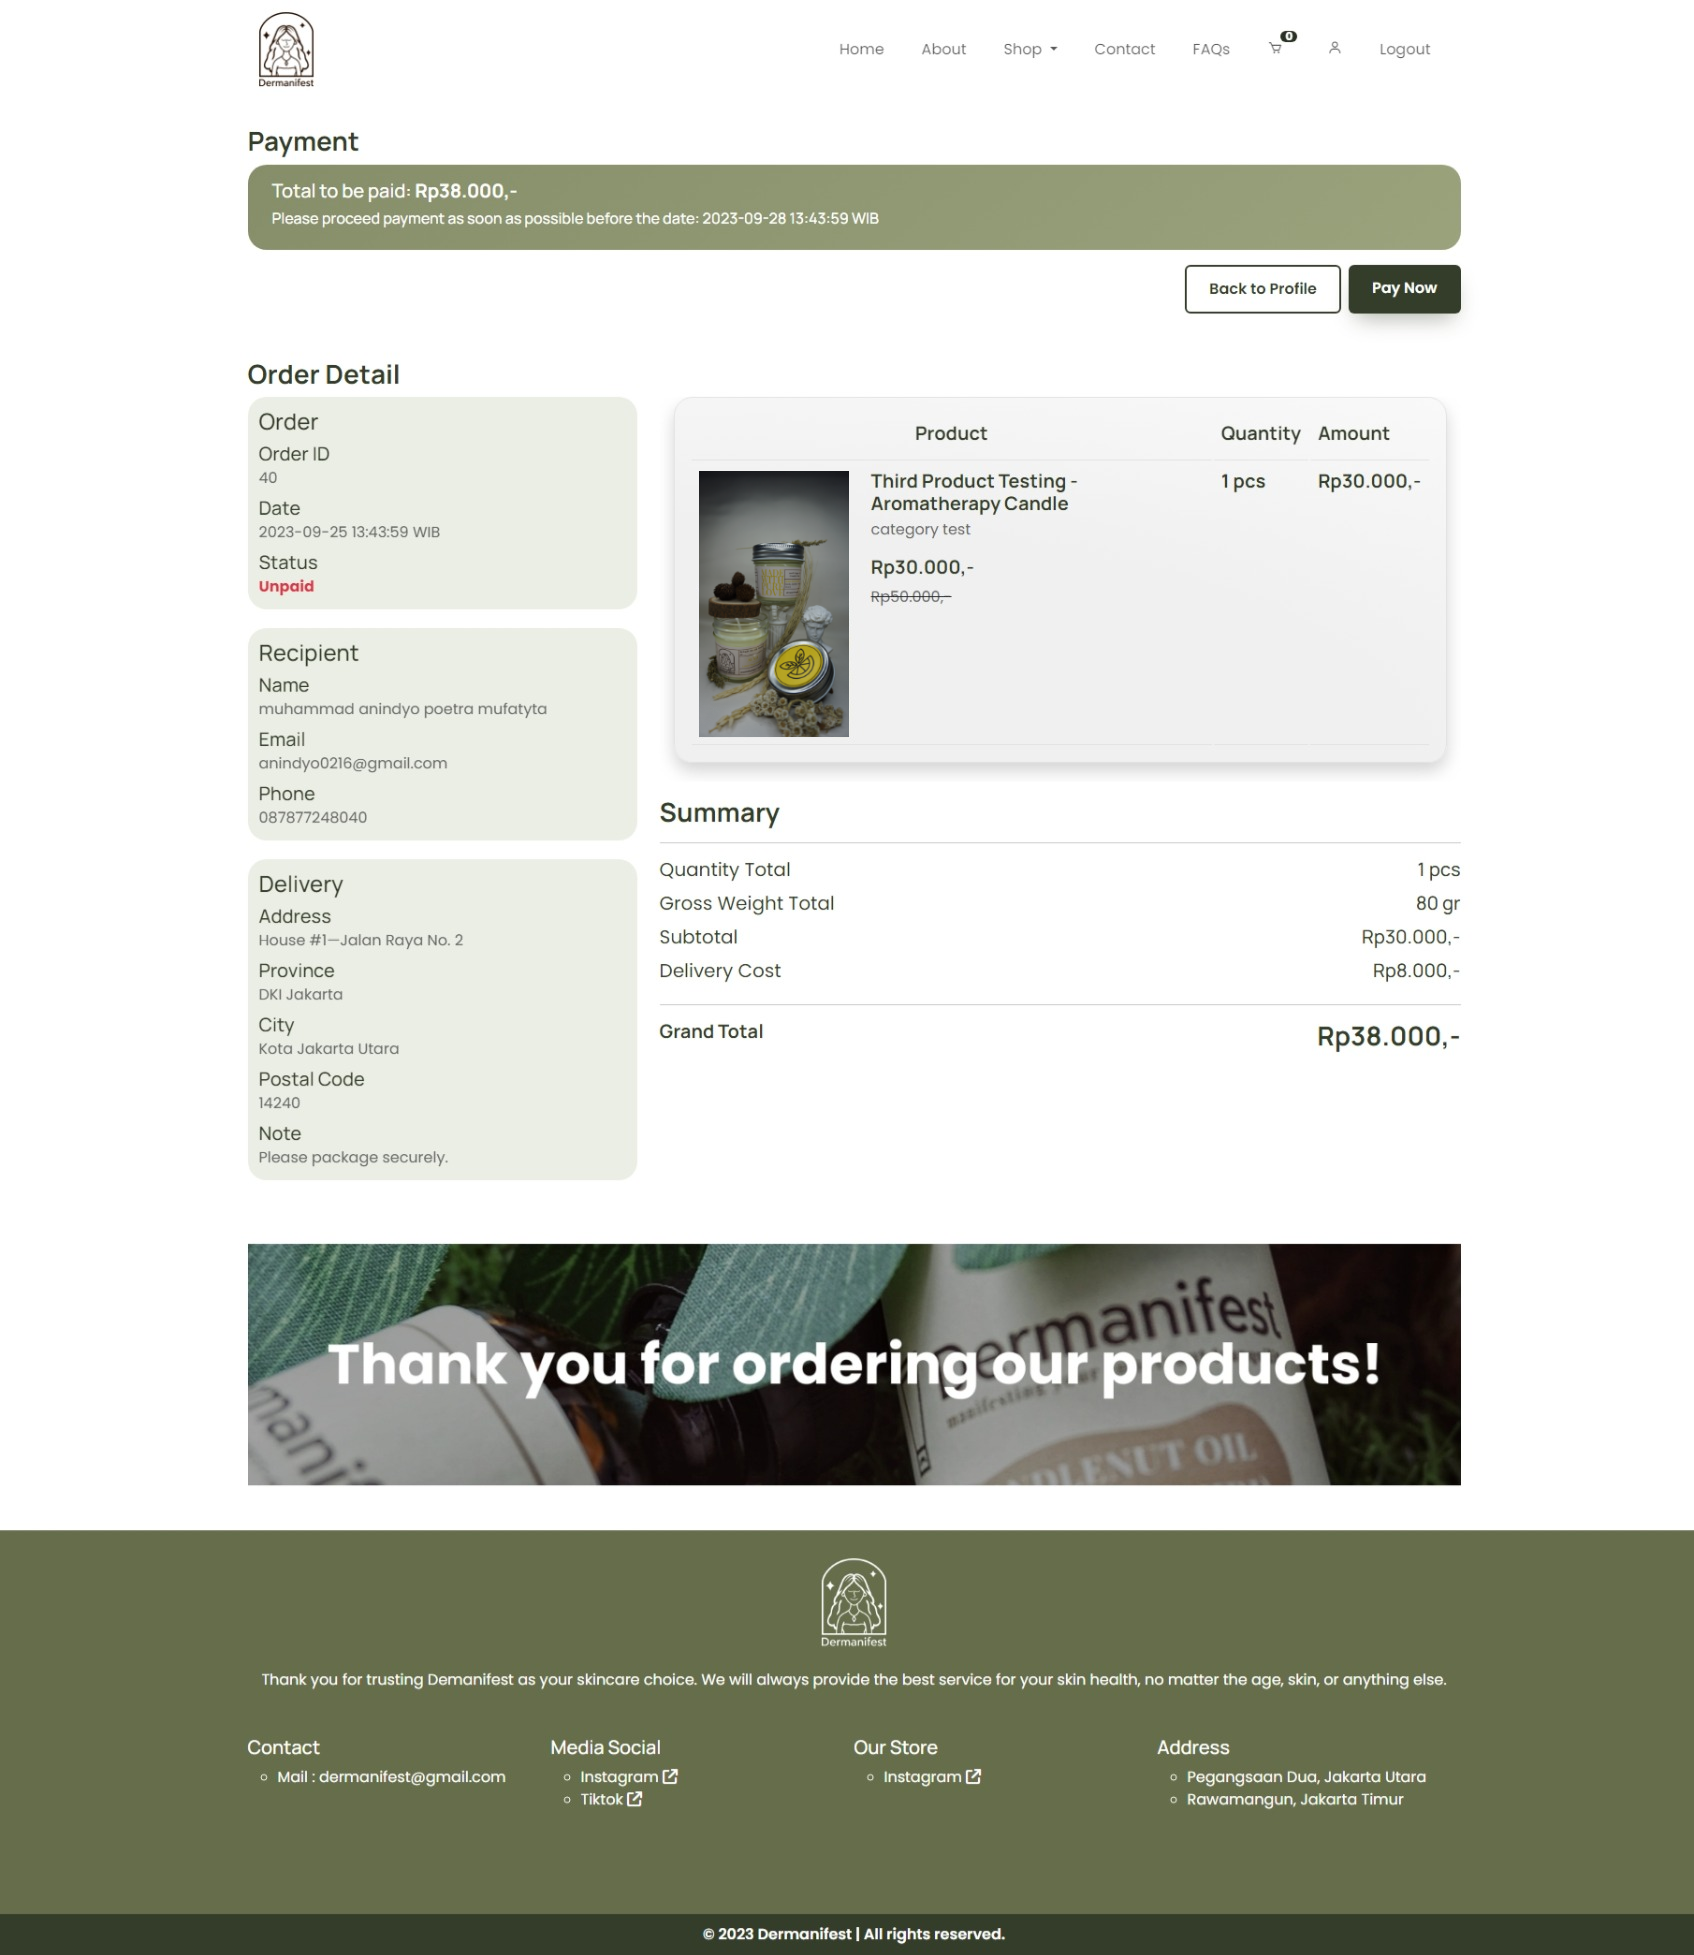 Dermanifest
Home About Shop Contact FAQs 0 Logout
Payment
Total to be paid: Rp38.000,-
Please proceed payment as soon as possible before the date: 2023-09-28 13:43:59 WIB
Back to Profile Pay Now
Order Detail
Order
Order ID
40
Date
2023-09-25 13:43:59 WIB
Status
Unpaid
Recipient
Name
muhammad anindyo poetra mufatyta
Email
anindyo0216@gmail.com
Phone
087877248040
Delivery
Address
House #1—Jalan Raya No. 2
Province
DKI Jakarta
City
Kota Jakarta Utara
Postal Code
14240
Note
Please package securely.
Product Quantity Amount
Third Product Testing -
Aromatherapy Candle
category test
Rp30.000,-
Rp50.000,-
1 pcs
Rp30.000,-
Summary
Quantity Total 1 pcs
Gross Weight Total 80 gr
Subtotal Rp30.000,-
Delivery Cost Rp8.000,-
Grand Total Rp38.000,-
Dermanifest
Thank you for ordering our products!
OIL
Dermanifest
Thank you for trusting Demanifest as your skincare choice. We will always provide the best service for your skin health, no matter the age, skin, or anything else.
Contact
Mail : dermanifest@gmail.com
Media Social
Instagram
Tiktok
Our Store
Instagram
Address
Pegangsaan Dua, Jakarta Utara
Rawamangun, Jakarta Timur
© 2023 Dermanifest | All rights reserved.